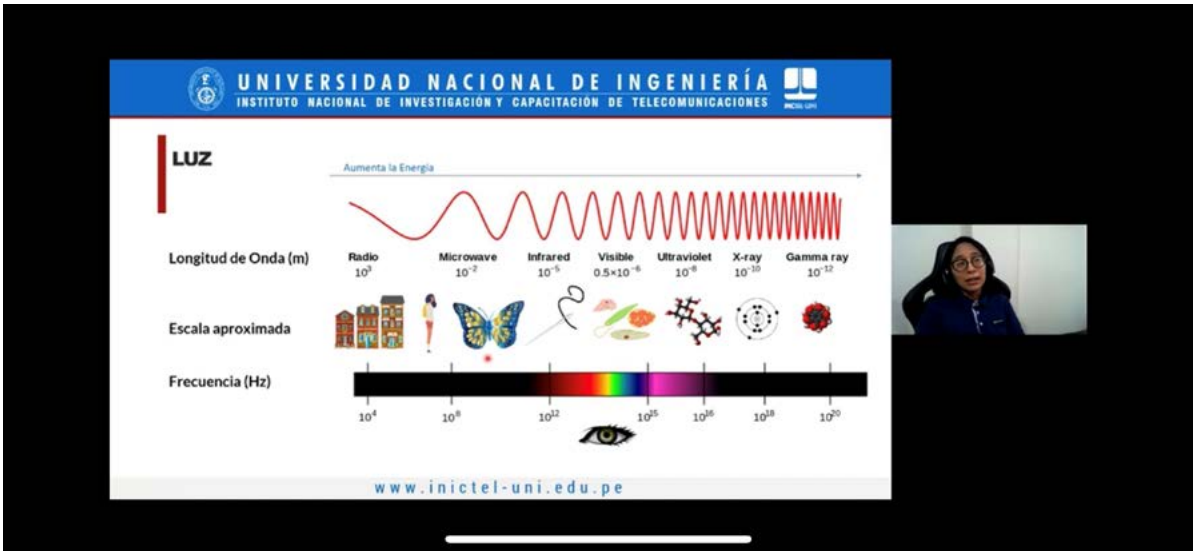 UNIVERSIDAD NACIONAL DE INGENIERÍA
INSTITUTO NACIONAL DE INVESTIGACIÓN Y CAPACITACIÓN DE TELECOMUNICACIONES
INICTEL-UNI
LUZ
Aumenta la Energía
Longitud de Onda (m)
Radio Microwave Infrared Visible Ultraviolet X-ray Gamma ray
10³ 10⁻² 10⁻⁵ 0.5×10⁻⁶ 10⁻⁸ 10⁻¹⁰ 10⁻¹²
Escala aproximada
Frecuencia (Hz)
10⁴ 10⁸ 10¹² 10¹⁵ 10¹⁶ 10¹⁸ 10²⁰
www.inictel-uni.edu.pe